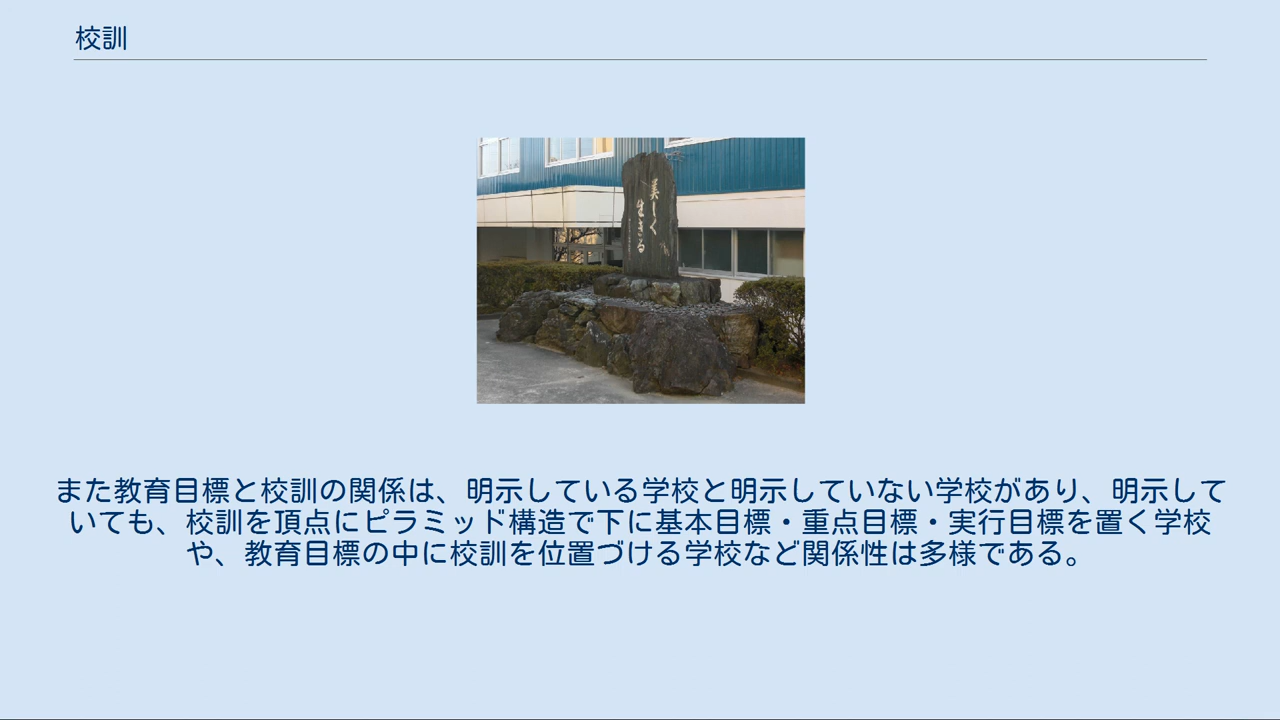 校訓
美しく
生きる
また教育目標と校訓の関係は、明示している学校と明示していない学校があり、明示して
いても、校訓を頂点にピラミッド構造で下に基本目標・重点目標・実行目標を置く学校
や、教育目標の中に校訓を位置づける学校など関係性は多様である。